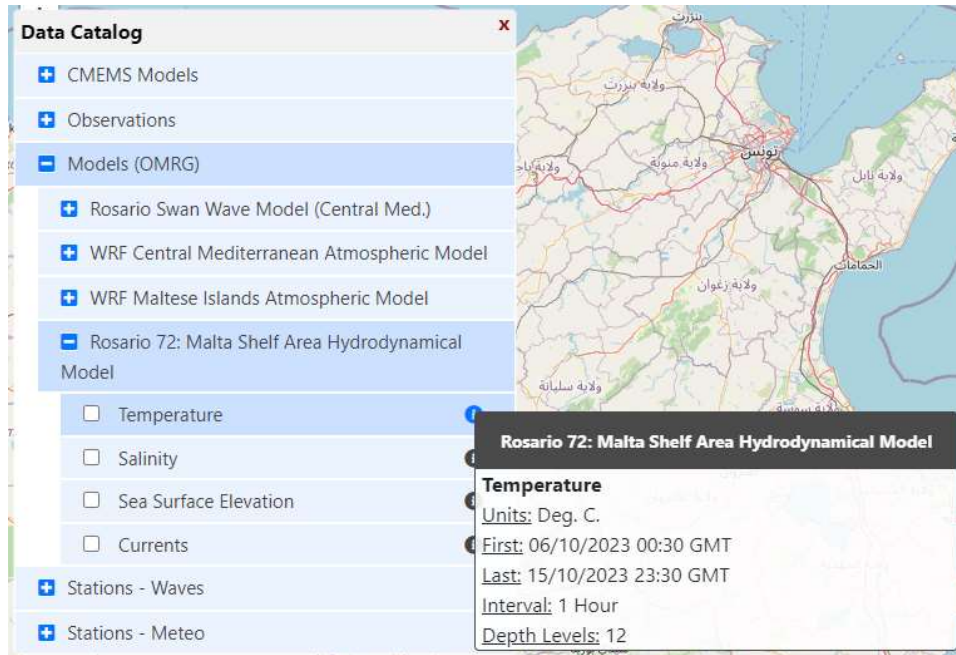 Data Catalog
x
CMEMS Models
Observations
Models (OMRG)
Rosario Swan Wave Model (Central Med.)
WRF Central Mediterranean Atmospheric Model
WRF Maltese Islands Atmospheric Model
Rosario 72: Malta Shelf Area Hydrodynamical
Model
Temperature
Salinity
Sea Surface Elevation
Currents
Stations - Waves
Stations - Meteo
Rosario 72: Malta Shelf Area Hydrodynamical Model
Temperature
Units: Deg. C.
First: 06/10/2023 00:30 GMT
Last: 15/10/2023 23:30 GMT
Interval: 1 Hour
Depth Levels: 12
بنزرت
ولاية بنزرت
تونس
ولاية منوبة
ولاية نابل
الحمامات
ولاية زغوان
ولاية سليانة
ولاية سوسة